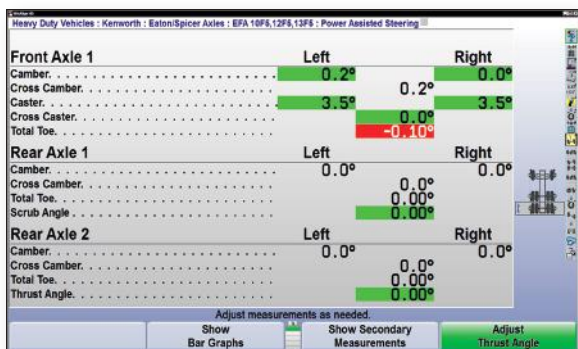 Heavy Duty Vehicles : Kenworth : Eaton/Spicer Axles : EFA 10F5,12F5,13F5 : Power Assisted Steering
Front Axle 1 Left Right
Camber. 0.2° 0.0°
Cross Camber. 0.2°
Caster. 3.5° 3.5°
Cross Caster. 0.0°
Total Toe. -0.10°
Rear Axle 1 Left Right
Camber. 0.0° 0.0°
Cross Camber. 0.0°
Total Toe. 0.00°
Scrub Angle. 0.00°
Rear Axle 2 Left Right
Camber. 0.0° 0.0°
Cross Camber. 0.0°
Total Toe. 0.00°
Thrust Angle. 0.00°
Adjust measurements as needed.
Show Bar Graphs
Show Secondary Measurements
Adjust Thrust Angle